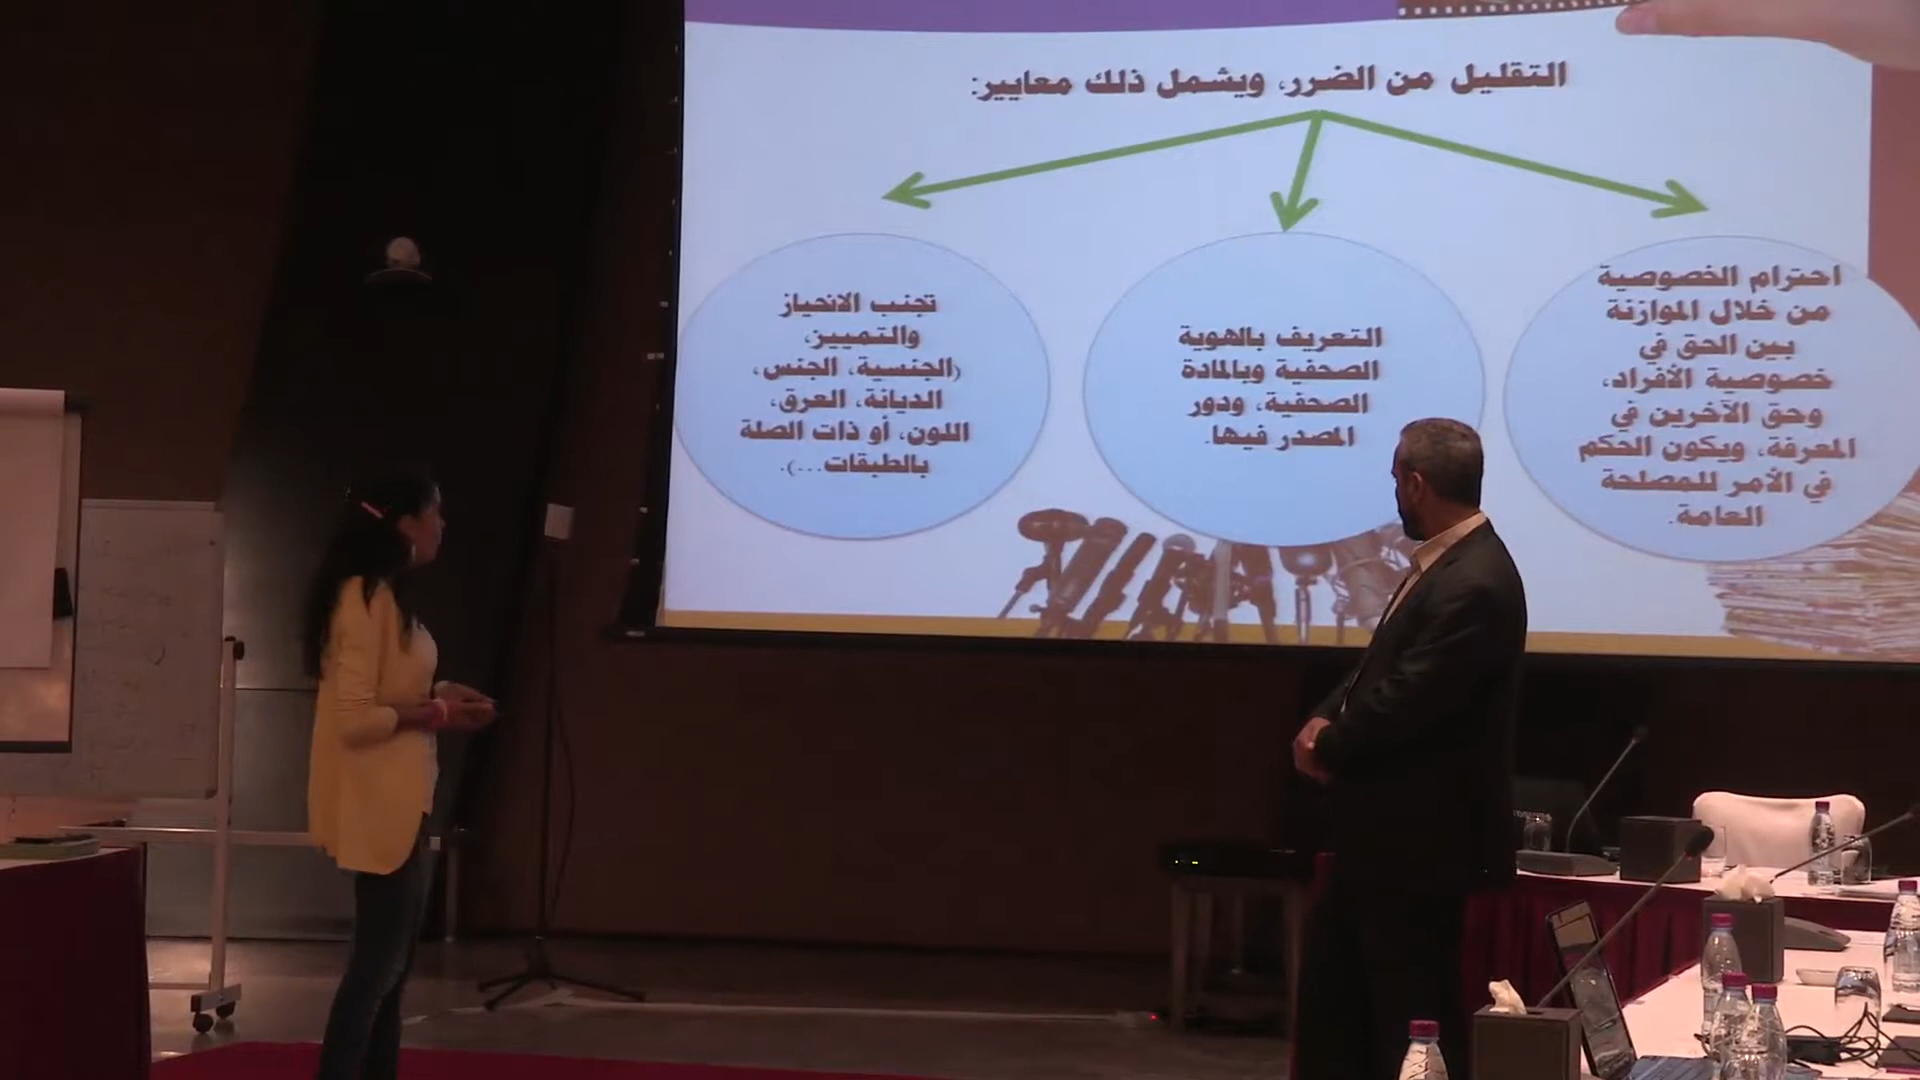 التقليل من الضرر، ويشمل ذلك معايير:
احترام الخصوصية
من خلال الموازنة
بين الحق في
خصوصية الأفراد،
وحق الآخرين في
المعرفة، ويكون الحكم
في الأمر للمصلحة
العامة.
التعريف بالهوية
الصحفية وبالمادة
الصحفية، ودور
المصدر فيها.
تجنب الانحياز
والتمييز،
(الجنسية، الجنس،
الديانة، العرق،
اللون، أو ذات الصلة
بالطبقات...).